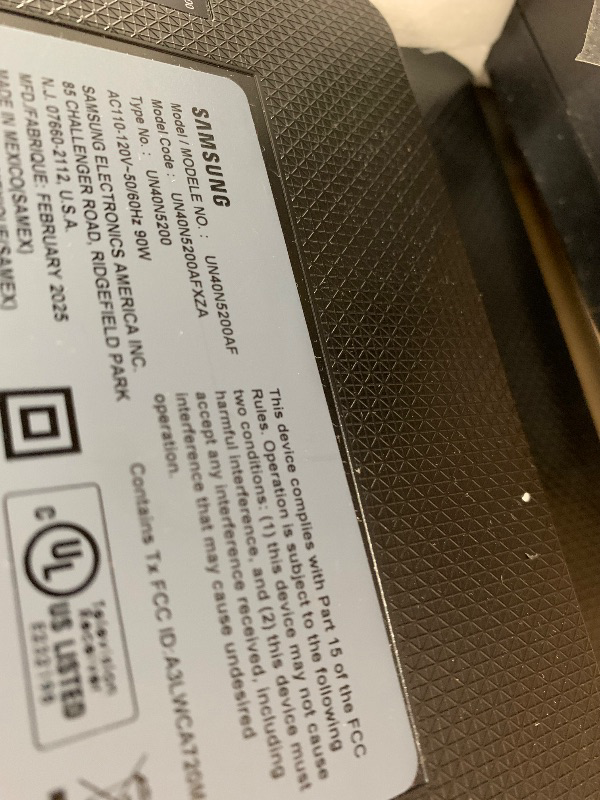 SAMSUNG
Model / MODELE NO. : UN40N5200AF
Model Code : UN40N5200AFXZA
Type No. : UN40N5200
AC110-120V~50/60Hz 90W
SAMSUNG ELECTRONICS AMERICA INC.
85 CHALLENGER ROAD, RIDGEFIELD PARK
N.J. 07660-2112, U.S.A.
MFD./FABRIQUE: FEBRUARY 2025
MADE IN MEXICO(SAMEX)
This device complies with Part 15 of the FCC
Rules. Operation is subject to the following
two conditions: (1) this device may not cause
harmful interference, and (2) this device must
accept any interference received, including
interference that may cause undesired
operation.
Contains Tx FCC ID:A3LWCA720M
Television
Receiver
C UL US LISTED